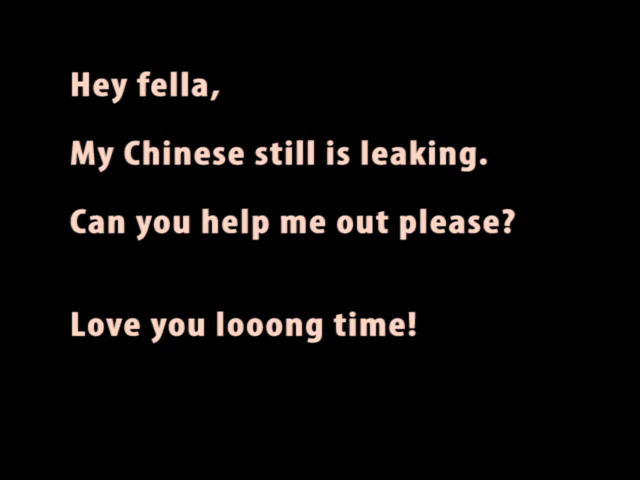 Hey fella,
My Chinese still is leaking.
Can you help me out please?
Love you looong time!